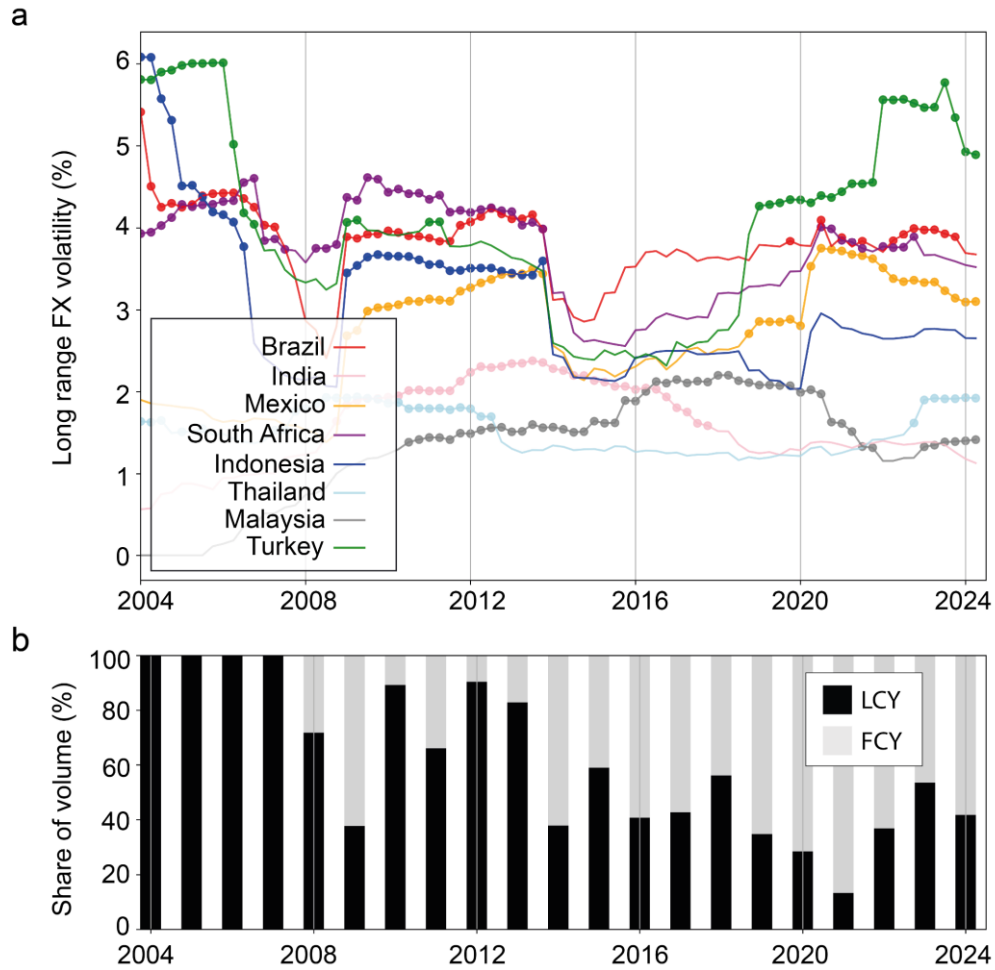 a
Long range FX volatility (%)
6
5
4
3
2
1
0
Brazil
India
Mexico
South Africa
Indonesia
Thailand
Malaysia
Turkey
2004 2008 2012 2016 2020 2024
b
Share of volume (%)
100
80
60
40
20
0
LCY
FCY
2004 2008 2012 2016 2020 2024